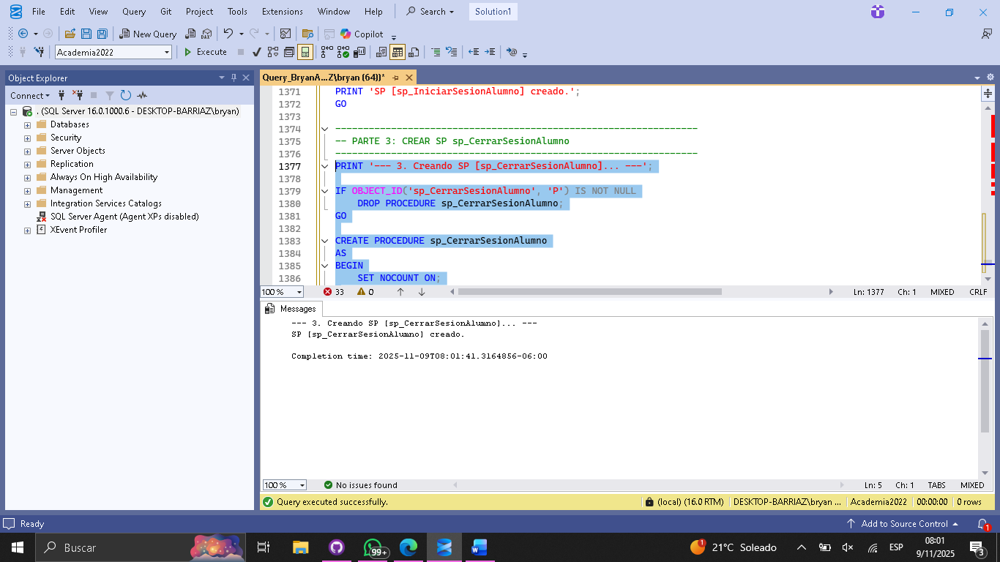 File Edit View Query Git Project Tools Extensions Window Help Search Solution1
New Query Copilot
Academia2022 Execute
Object Explorer
Connect
. (SQL Server 16.0.1000.6 - DESKTOP-BARRIAZ\bryan)
Databases
Security
Server Objects
Replication
Always On High Availability
Management
Integration Services Catalogs
SQL Server Agent (Agent XPs disabled)
XEvent Profiler
Query_BryanA...Z\bryan (64))*
1371 PRINT 'SP [sp_IniciarSesionAlumno] creado.';
1372 GO
1373
1374 -----------------------------------------------------------------
1375 -- PARTE 3: CREAR SP sp_CerrarSesionAlumno
1376 -----------------------------------------------------------------
1377 PRINT '--- 3. Creando SP [sp_CerrarSesionAlumno]... ---';
1378
1379 IF OBJECT_ID('sp_CerrarSesionAlumno', 'P') IS NOT NULL
1380 DROP PROCEDURE sp_CerrarSesionAlumno;
1381 GO
1382
1383 CREATE PROCEDURE sp_CerrarSesionAlumno
1384 AS
1385 BEGIN
1386 SET NOCOUNT ON;
100 % 33 0 Ln: 1377 Ch: 1 MIXED CRLF
Messages
--- 3. Creando SP [sp_CerrarSesionAlumno]... ---
SP [sp_CerrarSesionAlumno] creado.
Completion time: 2025-11-09T08:01:41.3164856-06:00
100 % No issues found Ln: 5 Ch: 1 TABS MIXED
Query executed successfully. (local) (16.0 RTM) DESKTOP-BARRIAZ\bryan ... Academia2022 00:00:00 0 rows
Ready Add to Source Control 1
Buscar 99+ 1 21°C Soleado ESP 08:01
9/11/2025 3